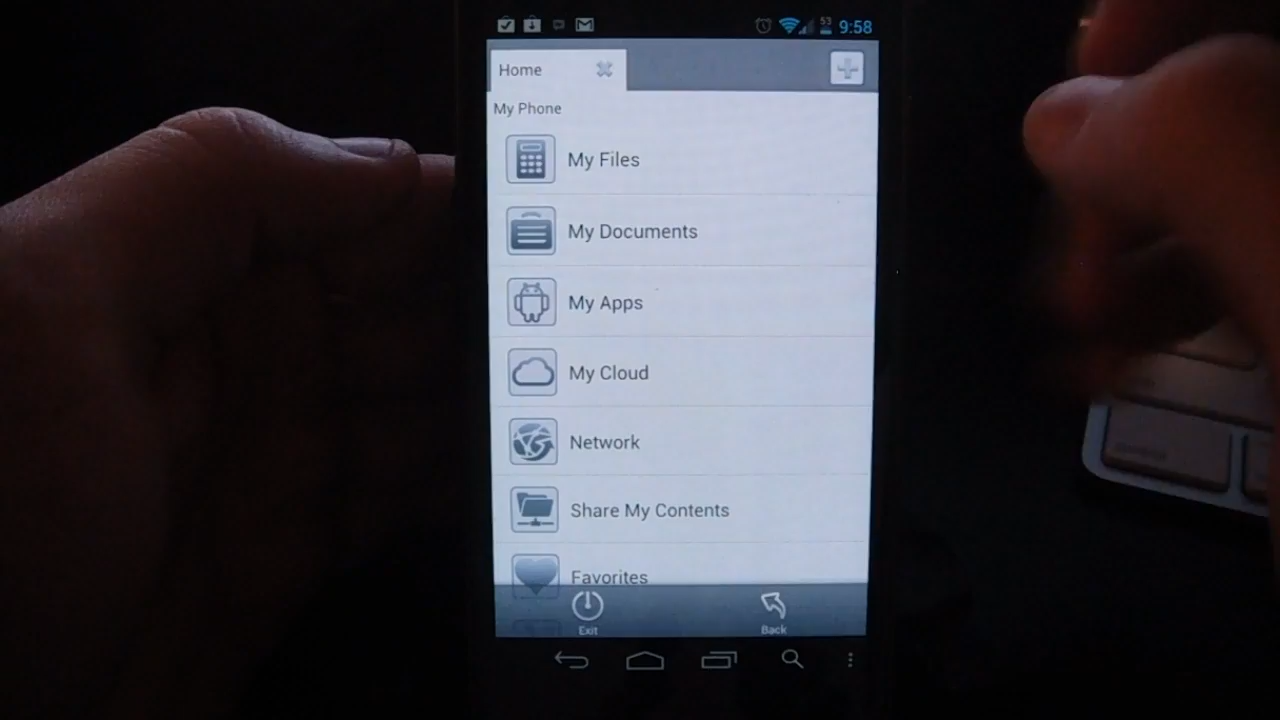 53
9:58
Home
My Phone
My Files
My Documents
My Apps
My Cloud
Network
Share My Contents
Favorites
Exit
Back